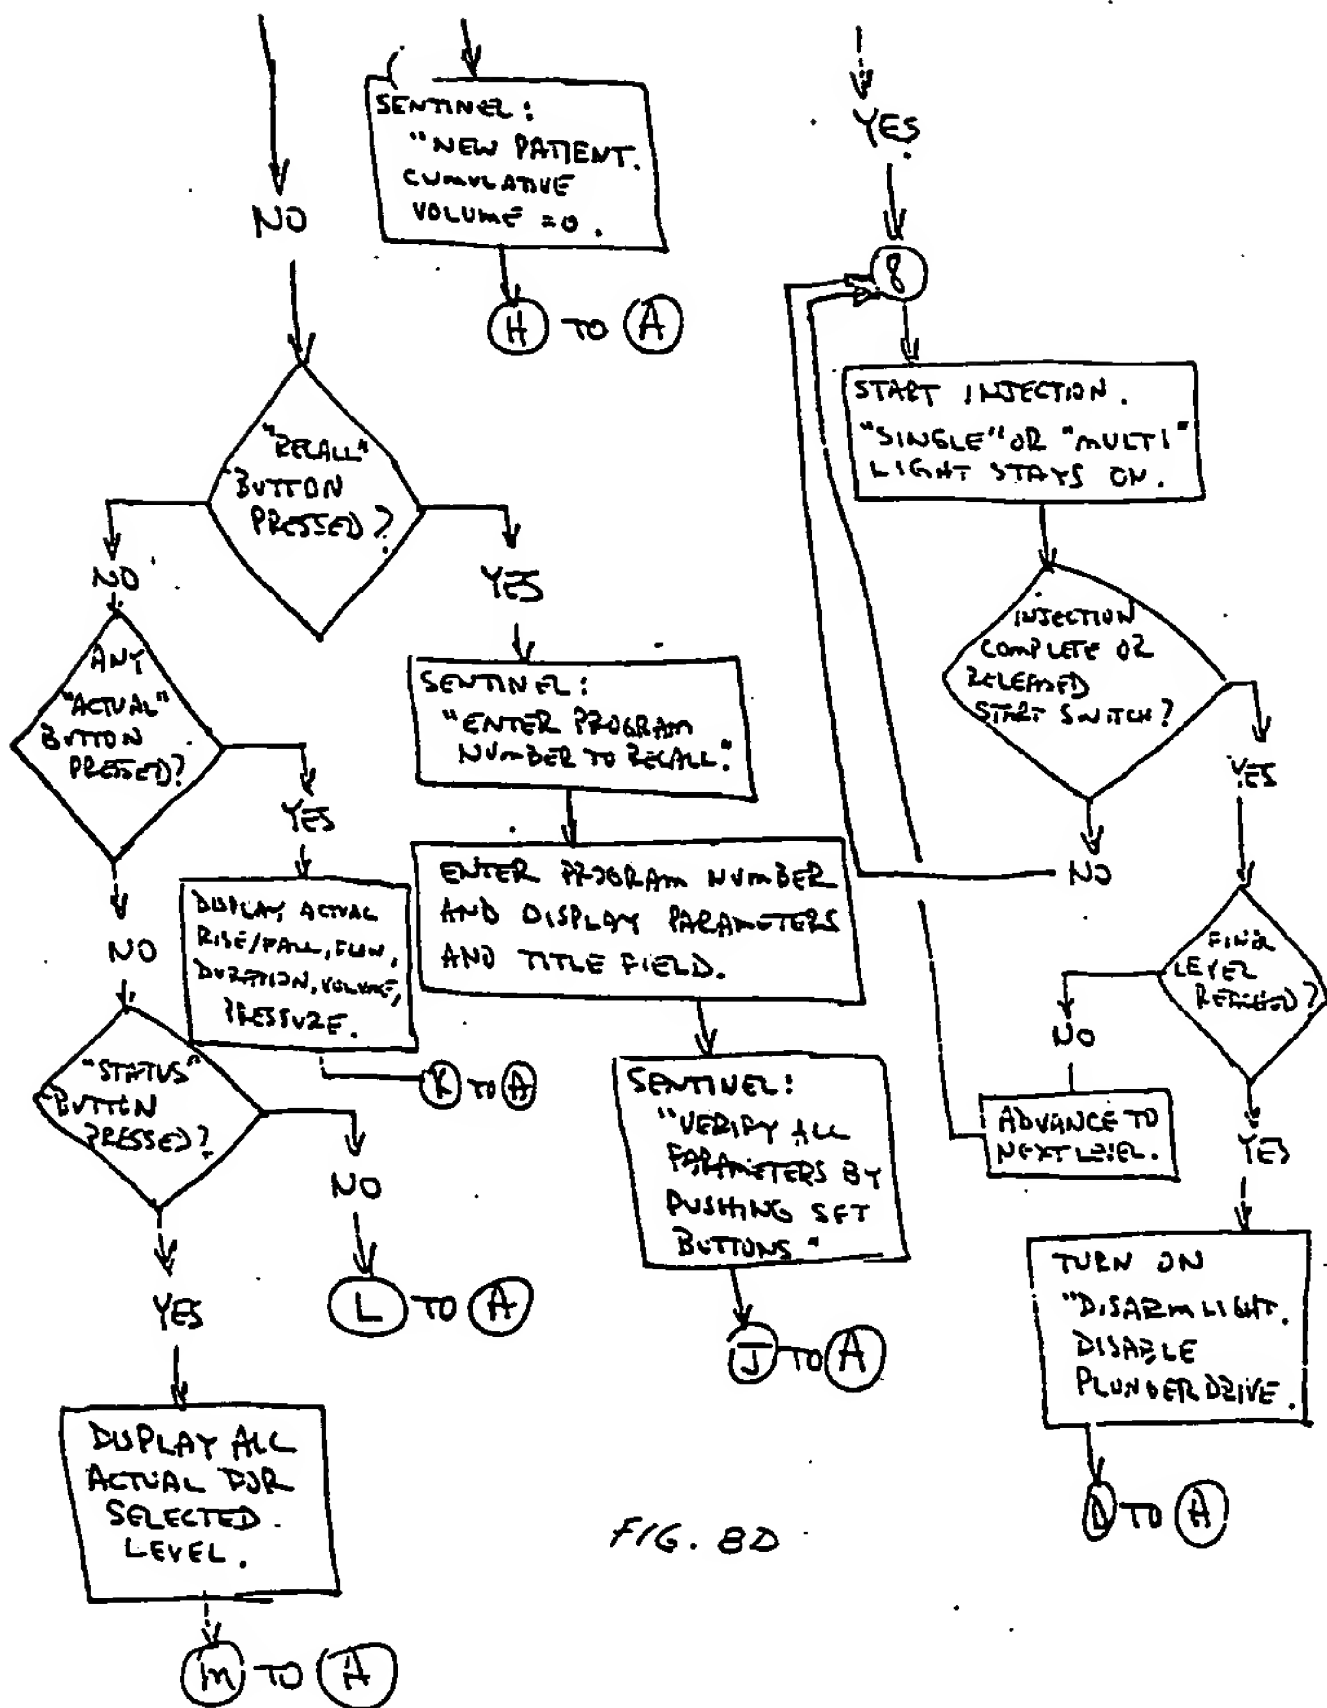 NO
SENTINEL:
"NEW PATIENT.
CUMULATIVE
VOLUME = 0.
H TO A
"RECALL"
BUTTON
PRESSED?
NO
YES
ANY
"ACTUAL"
BUTTON
PRESSED?
YES
NO
SENTINEL:
"ENTER PROGRAM
NUMBER TO RECALL."
DISPLAY ACTUAL
RISE/FALL, FLOW,
DURATION, VOLUME,
PRESSURE.
K TO A
ENTER PROGRAM NUMBER
AND DISPLAY PARAMETERS
AND TITLE FIELD.
"STATUS"
BUTTON
PRESSED?
NO
YES
L TO A
SENTINEL:
"VERIFY ALL
PARAMETERS BY
PUSHING SET
BUTTONS"
J TO A
DISPLAY ALL
ACTUAL FOR
SELECTED
LEVEL.
M TO A
YES
8
START INJECTION.
"SINGLE" OR "MULTI"
LIGHT STAYS ON.
INJECTION
COMPLETE OR
RELEASED
START SWITCH?
YES
NO
FINAL
LEVEL
REACHED?
NO
YES
ADVANCE TO
NEXT LEVEL.
TURN ON
"DISARM LIGHT.
DISABLE
PLUNGER DRIVE.
TO A
FIG. 8D